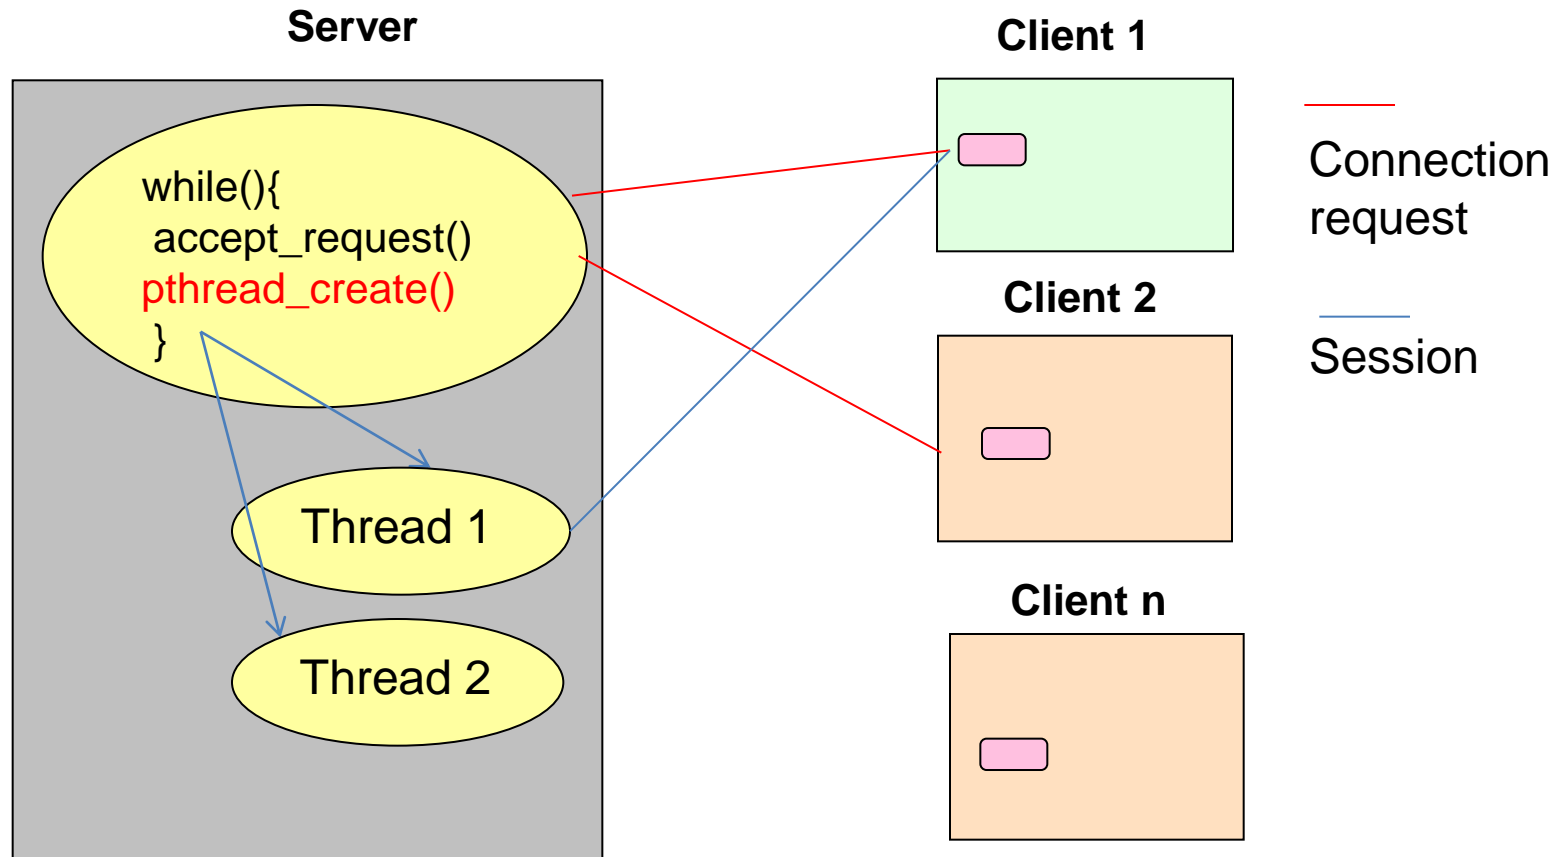 Server
while(){
accept_request()
pthread_create()
}
Thread 1
Thread 2
Client 1
Client 2
Client n
Connection
request
Session